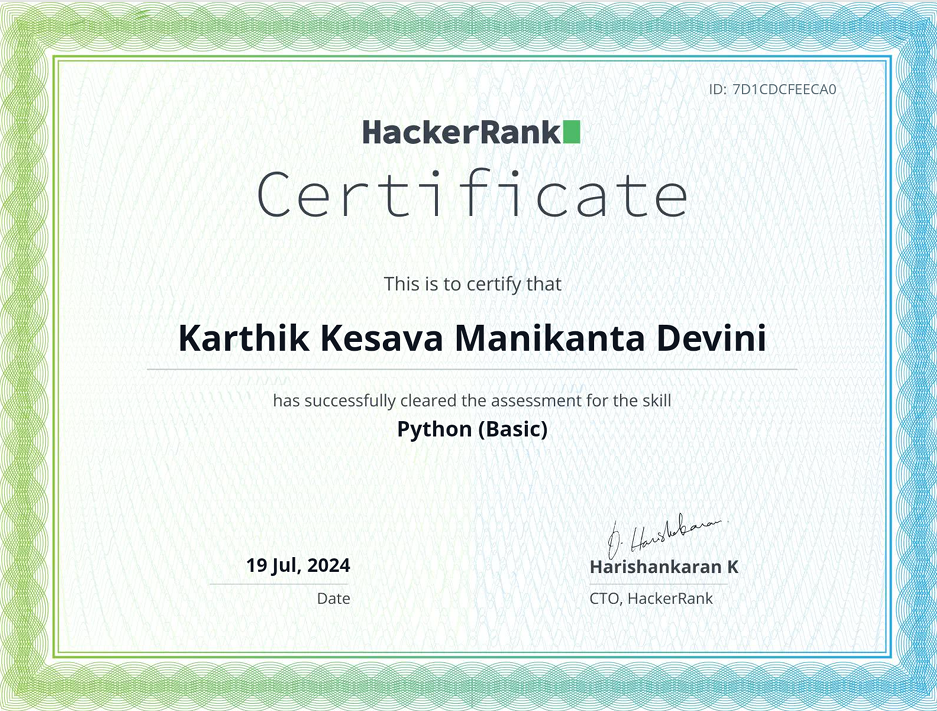 ID: 7D1CDCFEECA0
HackerRank
Certificate
This is to certify that
Karthik Kesava Manikanta Devini
has successfully cleared the assessment for the skill
Python (Basic)
19 Jul, 2024
Date
Harishankaran K
CTO, HackerRank